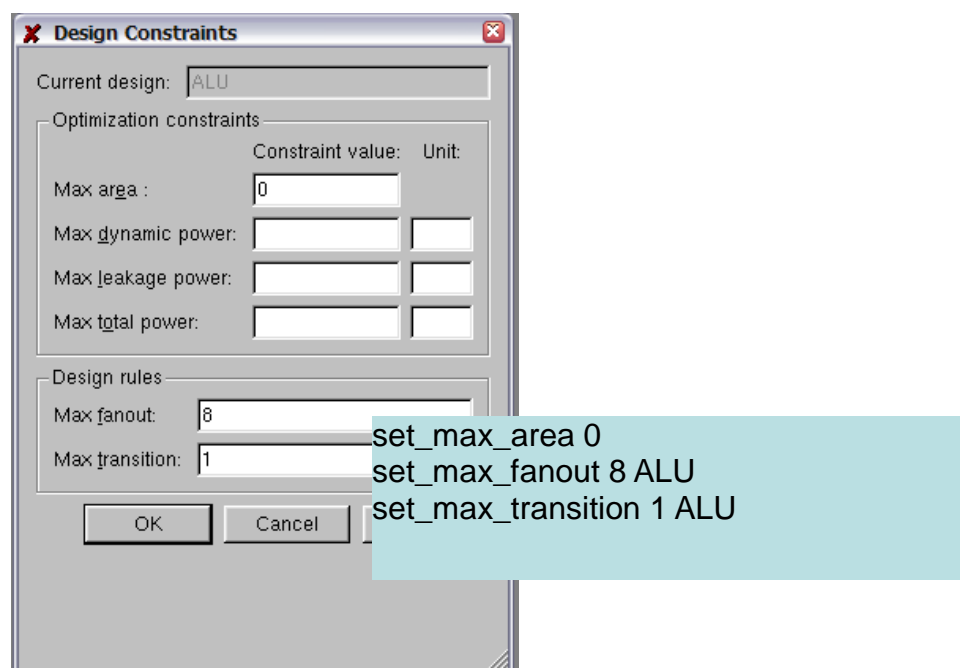 Design Constraints
Current design: ALU
Optimization constraints
Constraint value: Unit:
Max area : 0
Max dynamic power:
Max leakage power:
Max total power:
Design rules
Max fanout: 8
Max transition: 1
set_max_area 0
set_max_fanout 8 ALU
set_max_transition 1 ALU
OK Cancel